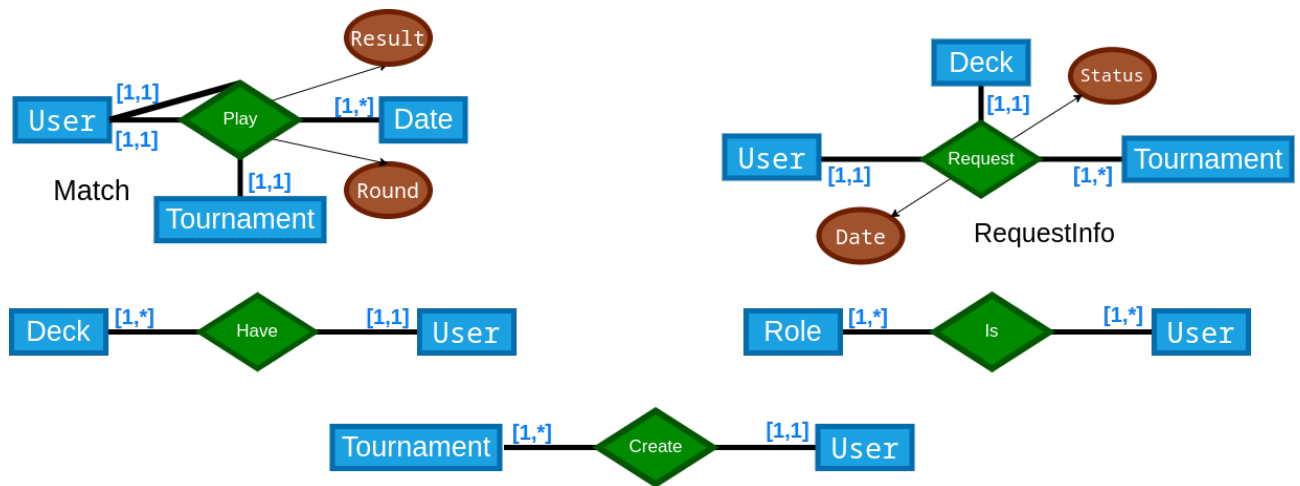 Result
[1,1]
User
Play
[1,*]
Date
[1,1]
Match
[1,1]
Round
Tournament
Deck
Status
[1,1]
User
Request
Tournament
[1,1]
[1,*]
Date
RequestInfo
Deck
[1,*]
Have
[1,1]
User
Role
[1,*]
Is
[1,*]
User
Tournament
[1,*]
Create
[1,1]
User